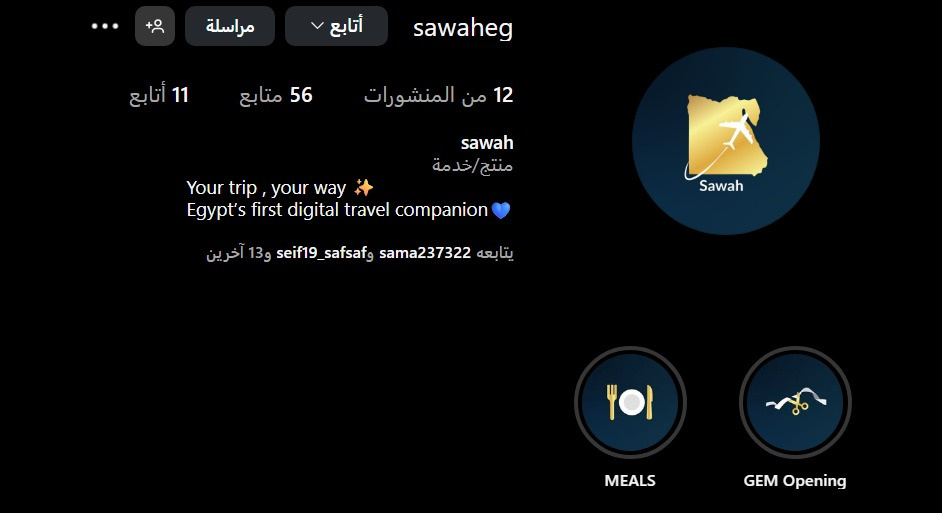 sawaheg
أتابع
مراسلة
12 من المنشورات
56 متابع
11 أتابع
sawah
منتج/خدمة
Your trip , your way ✨
Egypt's first digital travel companion💙
يتابعه sama237322 وseif19_safsaf و13 آخرين
Sawah
GEM Opening
MEALS